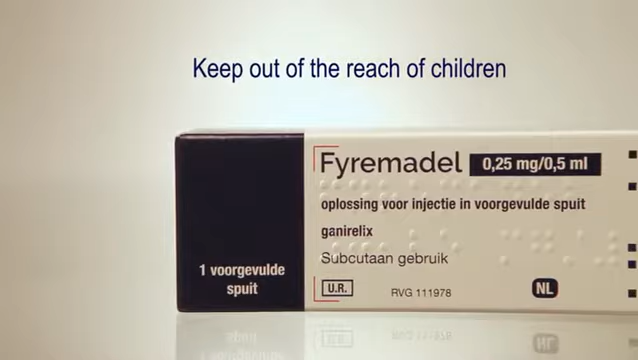 Keep out of the reach of children
Fyremadel 0,25 mg/0,5 ml
oplossing voor injectie in voorgevulde spuit
ganirelix
Subcutaan gebruik
1 voorgevulde
spuit
U.R. RVG 111978 NL